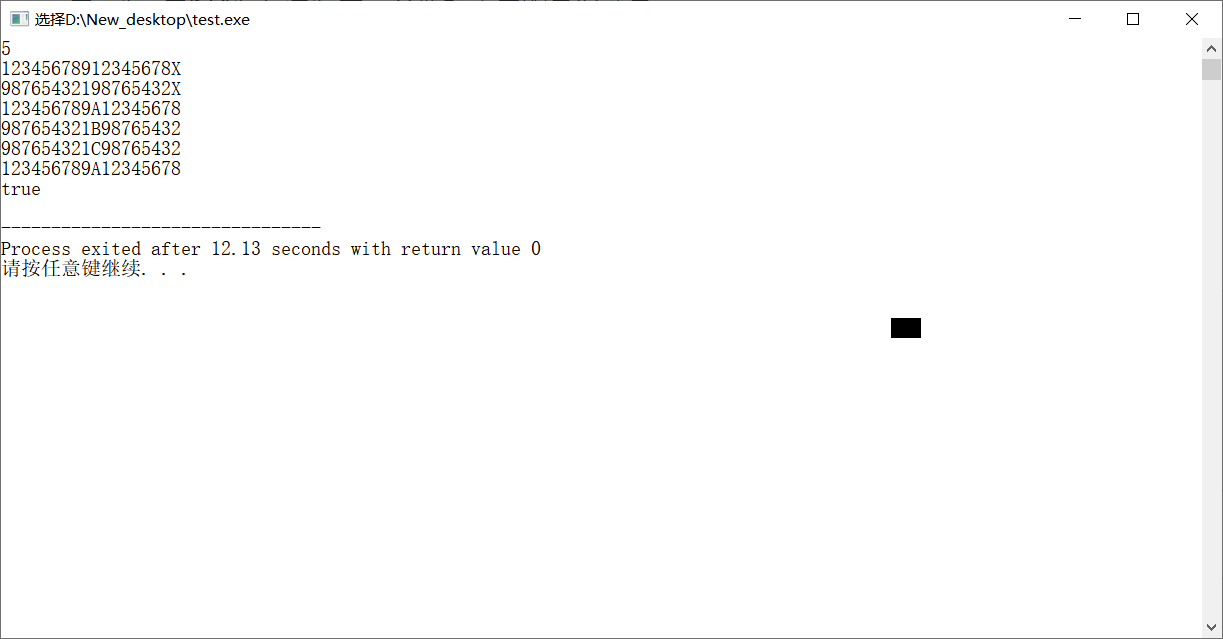 选择D:\New_desktop\test.exe
5
12345678912345678X
98765432198765432X
123456789A12345678
987654321B98765432
987654321C98765432
123456789A12345678
true
--------------------------------
Process exited after 12.13 seconds with return value 0
请按任意键继续. . .